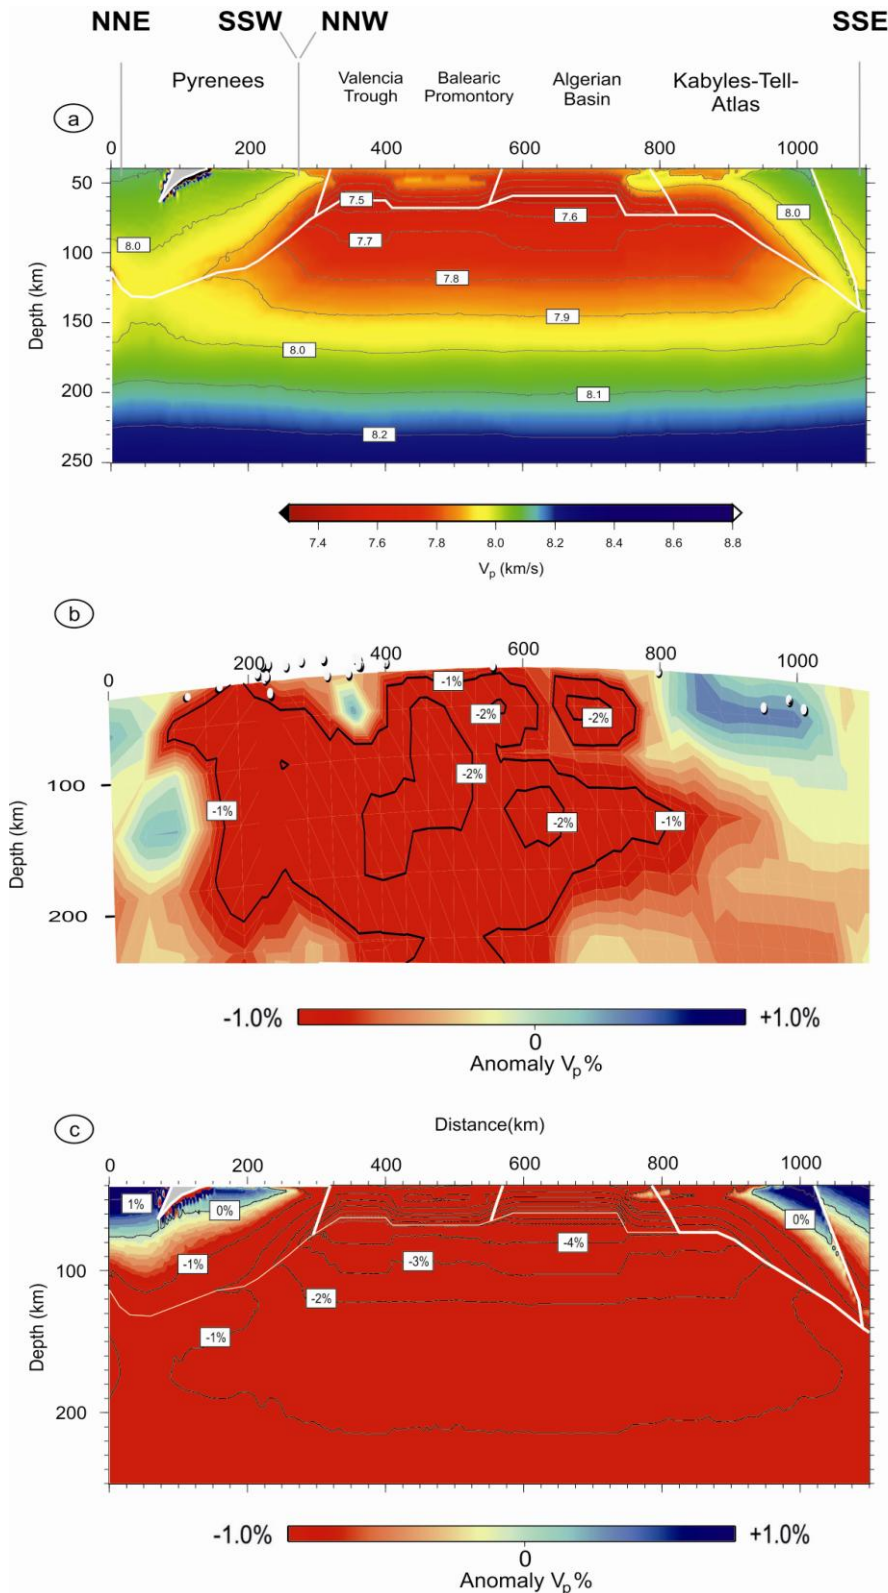 NNE SSW NNW SSE
Pyrenees Valencia Trough Balearic Promontory Algerian Basin Kabyles-Tell-Atlas
a
0 200 400 600 800 1000
50
100
150
200
250
Depth (km)
7.5
7.6
8.0
8.0
7.7
7.8
7.9
8.0
8.1
8.2
7.4 7.6 7.8 8.0 8.2 8.4 8.6 8.8
Vp (km/s)
b
0 200 400 600 800 1000
100
200
Depth (km)
-1%
-2%
-2%
-2%
-1%
-2%
-1%
-1.0% 0 +1.0%
Anomaly Vp%
c
Distance(km)
0 200 400 600 800 1000
100
200
Depth (km)
1%
0%
0%
-1%
-4%
-3%
-2%
-1%
-1.0% 0 +1.0%
Anomaly Vp%